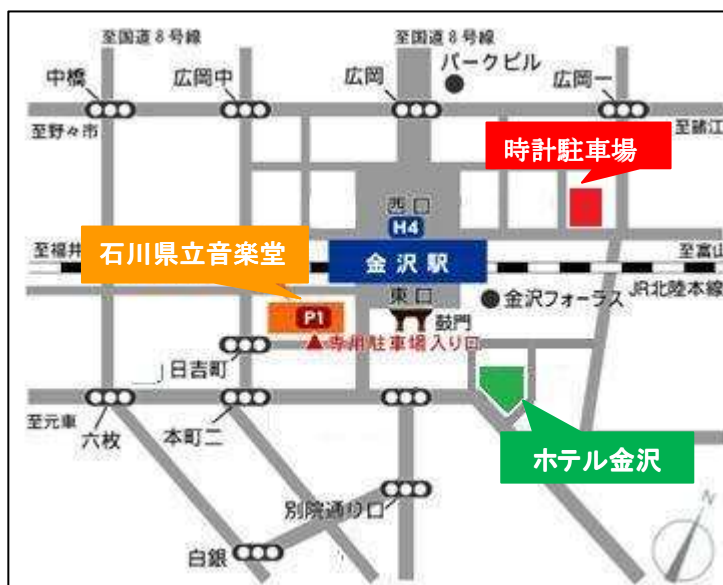 至国道8号線
至国道8号線
パークビル
中橋
広岡中
広岡
広岡一
至野々市
至諸江
時計駐車場
西口
H4
至福井
石川県立音楽堂
金沢駅
至富山
JR北陸本線
東口
金沢フォーラス
P1
鼓門
専用駐車場入り口
日吉町
至元車
六枚
本町二
ホテル金沢
別院通り口
白銀
N